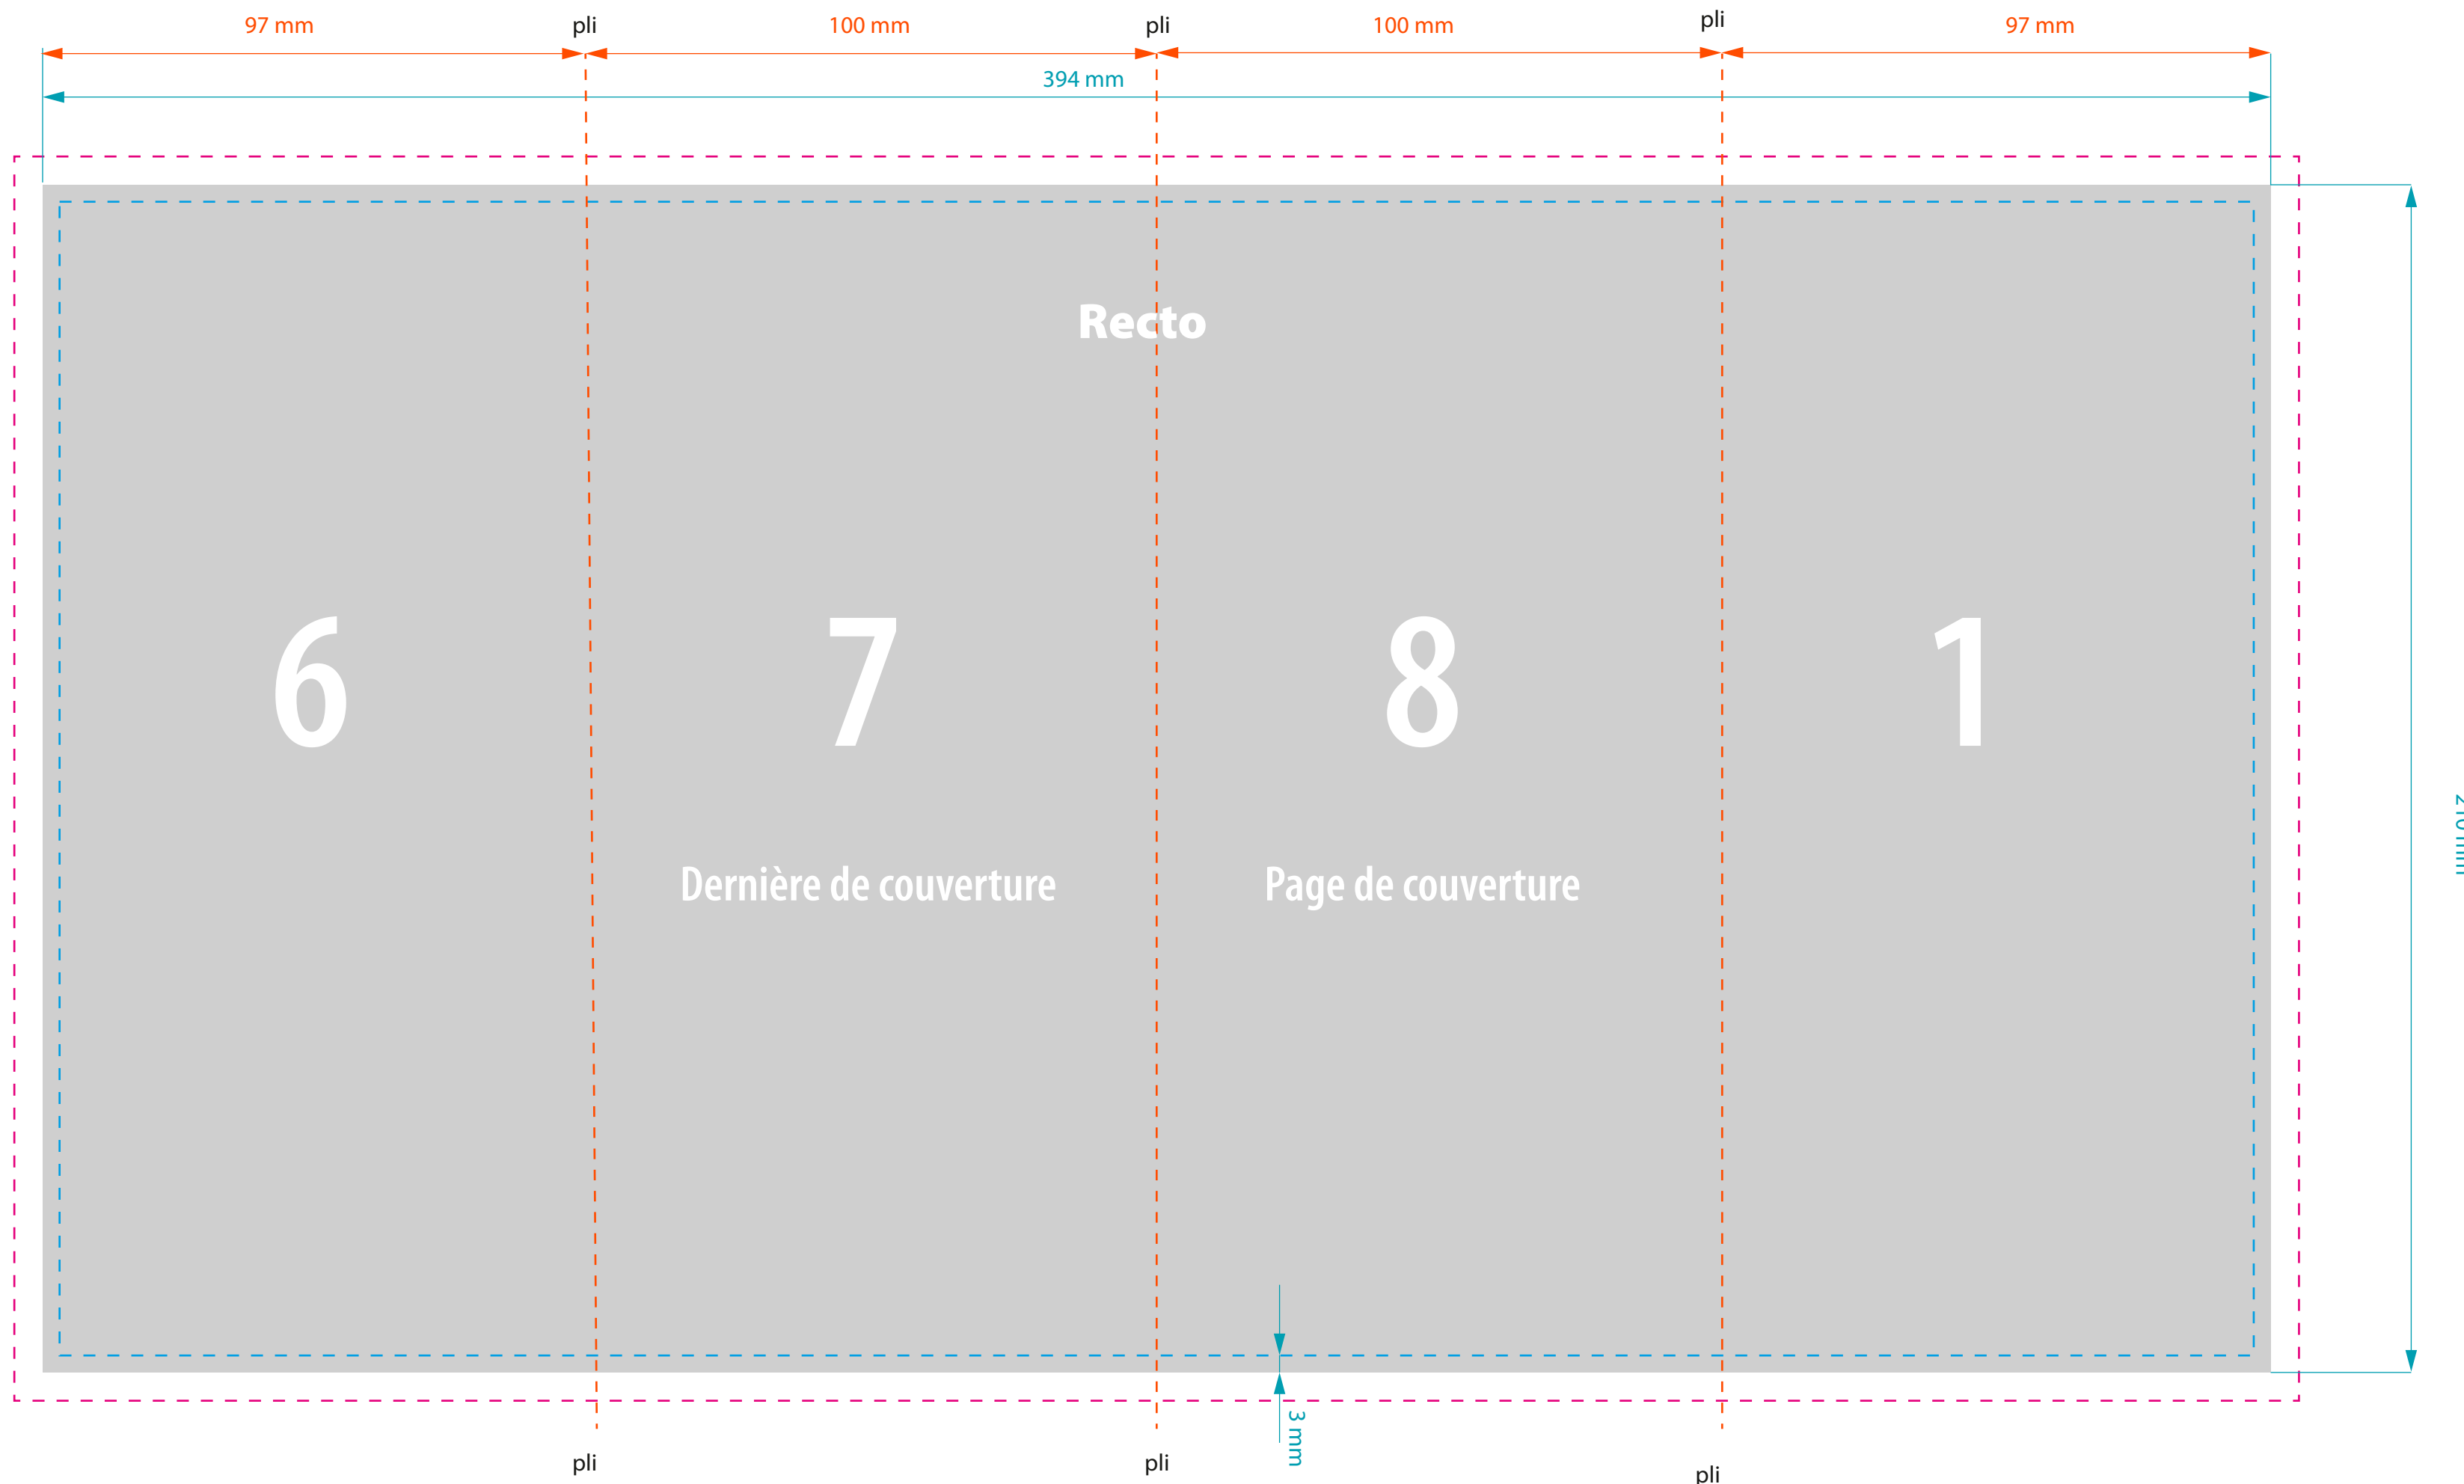 97 mm
pli
100 mm
pli
100 mm
pli
97 mm
394 mm
Recto
6
7
8
1
Dernière de couverture
Page de couverture
3 mm
pli
pli
pli